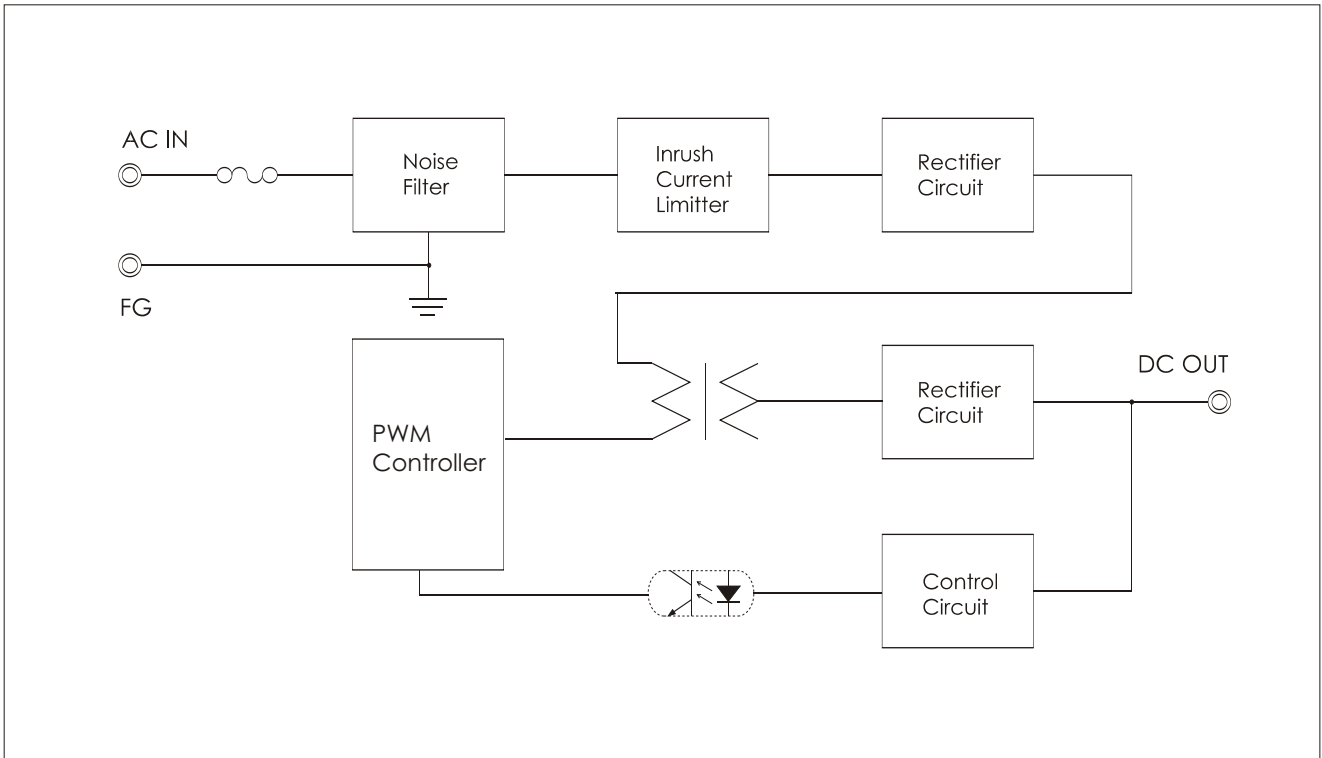 AC IN
Noise
Filter
Inrush
Current
Limitter
Rectifier
Circuit
FG
PWM
Controller
Rectifier
Circuit
DC OUT
Control
Circuit